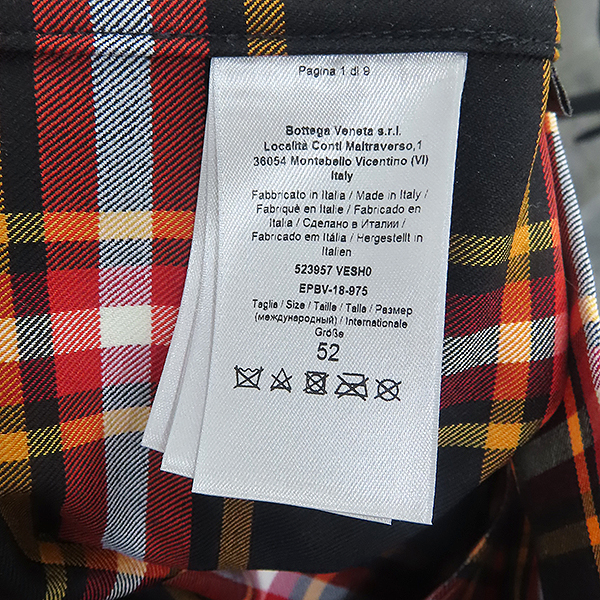 Pagina 1 di 9
Bottega Veneta s.r.l.
Località Conti Maltraverso,1
36054 Montebello Vicentino (VI)
Italy
Fabbricato in Italia / Made in Italy /
Fabriqué en Italie / Fabricado en
Italia / Сделано в Италии /
Fabricado em Itália / Hergestellt in
Italien
523957 VESH0
EPBV-18-975
Taglia / Size / Taille / Talla / Размер
(международный) / Internationale
Größe
52